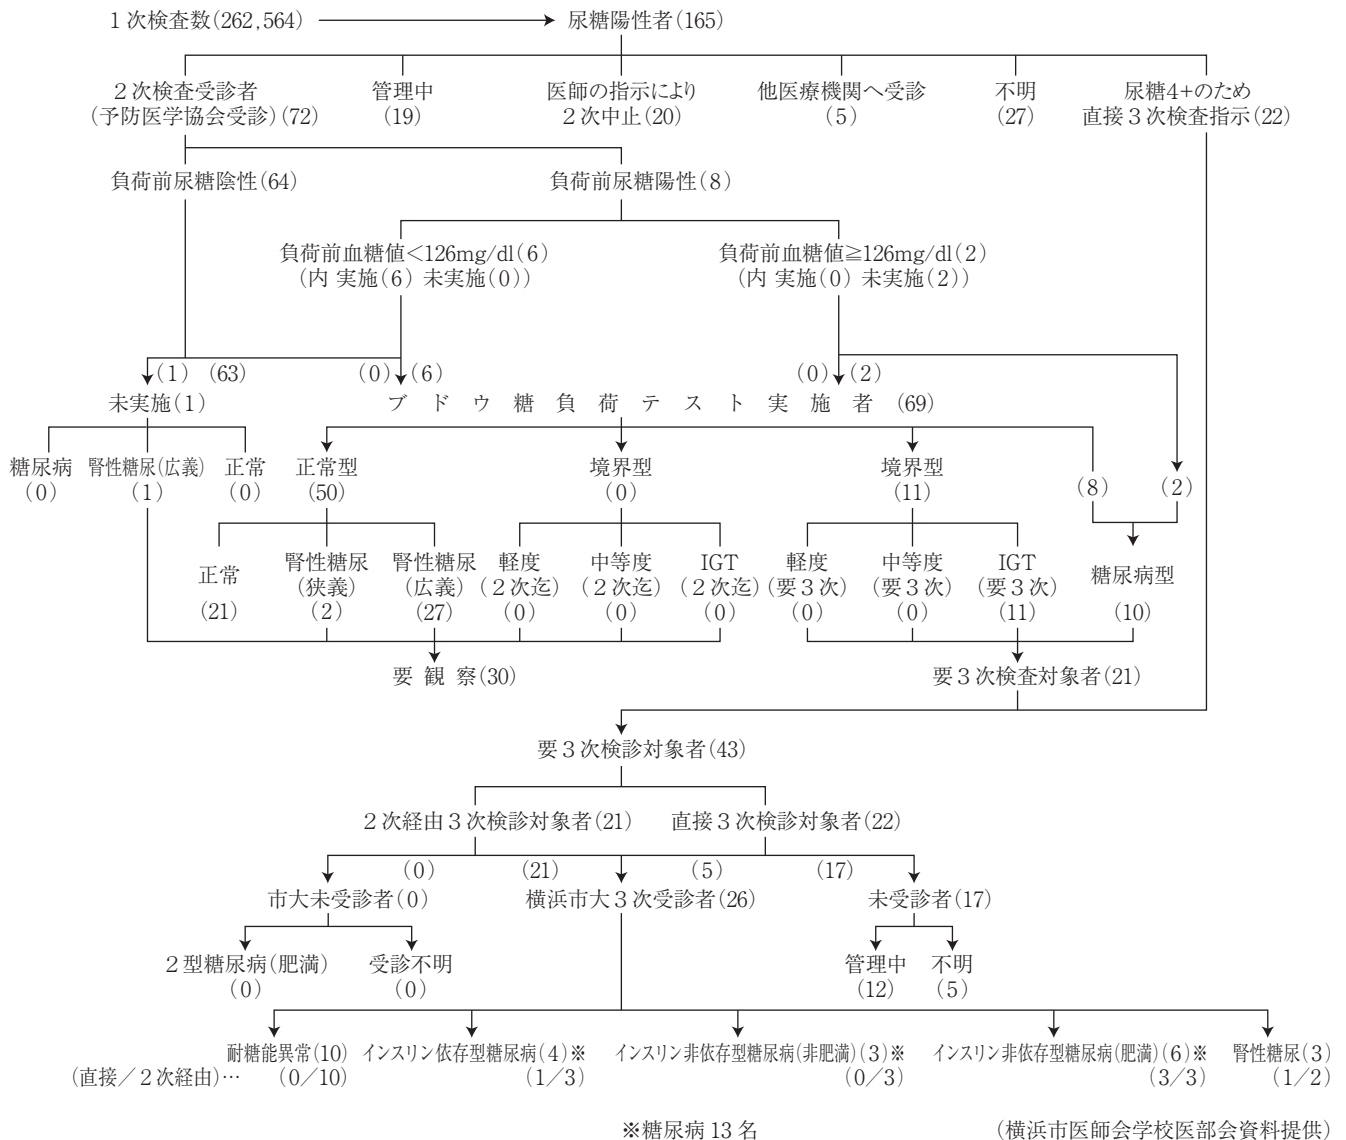 １次検査数(262,564)
尿糖陽性者(165)
２次検査受診者
(予防医学協会受診)(72)
管理中
(19)
医師の指示により
２次中止(20)
他医療機関へ受診
(５)
不明
(27)
尿糖4+のため
直接３次検査指示(22)
負荷前尿糖陰性(64)
負荷前尿糖陽性(８)
負荷前血糖値<126mg/dl(６)
(内 実施(６) 未実施(０))
負荷前血糖値≧126mg/dl(２)
(内 実施(０) 未実施(２))
(１) (63)
(０) (６)
(０) (２)
未実施(１)
ブドウ糖負荷テスト実施者(69)
糖尿病
(０)
腎性糖尿(広義)
(１)
正常
(０)
正常型
(50)
境界型
(０)
境界型
(11)
(８)
(２)
正常
(21)
腎性糖尿
(狭義)
(２)
腎性糖尿
(広義)
(27)
軽度
(２次迄)
(０)
中等度
(２次迄)
(０)
IGT
(２次迄)
(０)
軽度
(要３次)
(０)
中等度
(要３次)
(０)
IGT
(要３次)
(11)
糖尿病型
(10)
要 観 察(30)
要３次検査対象者(21)
要３次検診対象者(43)
２次経由３次検診対象者(21)
直接３次検診対象者(22)
(０)
(21)
(５)
(17)
市大未受診者(０)
横浜市大３次受診者(26)
未受診者(17)
２型糖尿病(肥満)
(０)
受診不明
(０)
管理中
(12)
不明
(５)
耐糖能異常(10)
インスリン依存型糖尿病(４)※
インスリン非依存型糖尿病(非肥満)(３)※
インスリン非依存型糖尿病(肥満)(６)※
腎性糖尿(３)
(直接／２次経由)… (０／10)
(１／３)
(０／３)
(３／３)
(１／２)
※糖尿病 13 名
(横浜市医師会学校医部会資料提供)